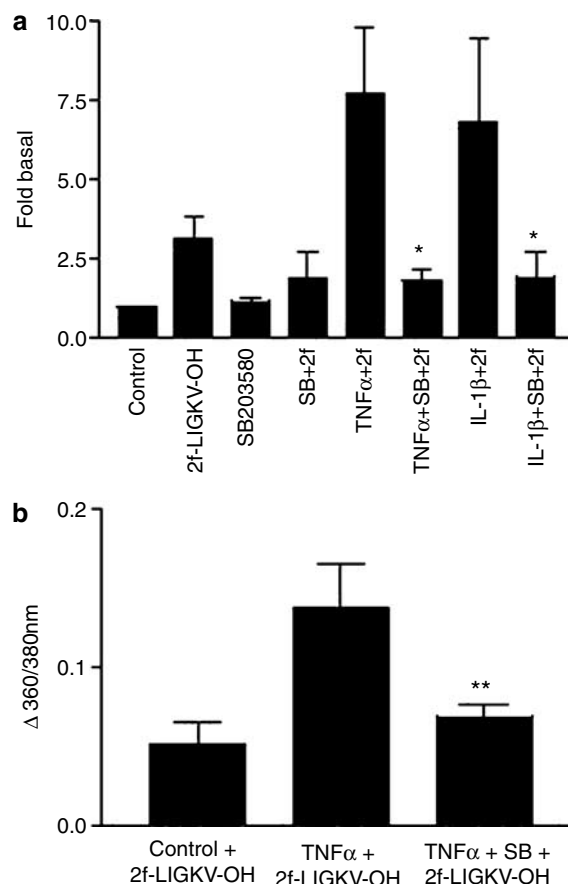 a
10.0
7.5
5.0
2.5
0.0
Fold basal
*
*
Control
2f-LIGKV-OH
SB203580
SB+2f
TNFα+2f
TNFα+SB+2f
IL-1β+2f
IL-1β+SB+2f
b
0.2
0.1
0.0
Δ 360/380nm
**
Control +
2f-LIGKV-OH
TNFα +
2f-LIGKV-OH
TNFα + SB +
2f-LIGKV-OH